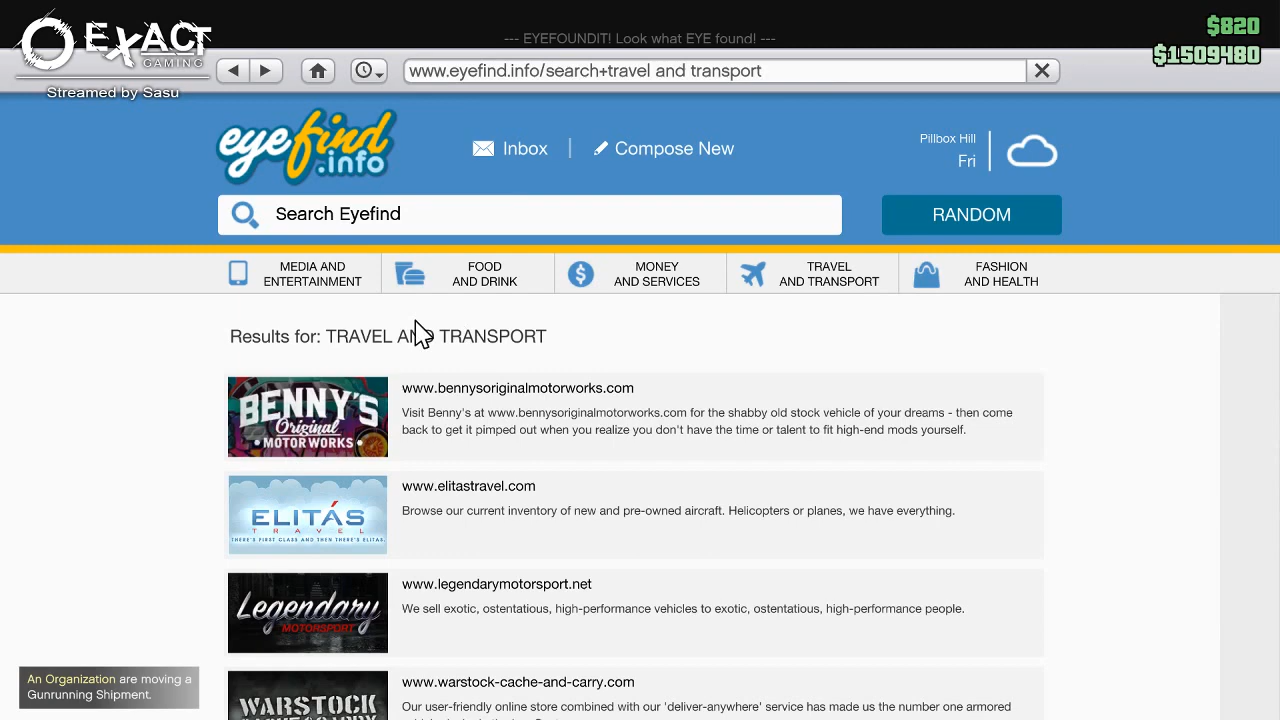 EXACT
GAMING
Streamed by Sasu
--- EYEFOUNDIT! Look what EYE found! ---
$820
$1509480
www.eyefind.info/search+travel and transport
eyefind
.info
Inbox
Compose New
Pillbox Hill
Fri
Search Eyefind
RANDOM
MEDIA AND
ENTERTAINMENT
FOOD
AND DRINK
MONEY
AND SERVICES
TRAVEL
AND TRANSPORT
FASHION
AND HEALTH
Results for: TRAVEL AND TRANSPORT
BENNY'S
Original
MOTOR WORKS
www.bennysoriginalmotorworks.com
Visit Benny's at www.bennysoriginalmotorworks.com for the shabby old stock vehicle of your dreams - then come
back to get it pimped out when you realize you don't have the time or talent to fit high-end mods yourself.
ELITÁS
TRAVEL
THERE'S FIRST CLASS AND THEN THERE'S ELITAS.
www.elitastravel.com
Browse our current inventory of new and pre-owned aircraft. Helicopters or planes, we have everything.
Legendary
MOTORSPORT
www.legendarymotorsport.net
We sell exotic, ostentatious, high-performance vehicles to exotic, ostentatious, high-performance people.
WARSTOCK
www.warstock-cache-and-carry.com
Our user-friendly online store combined with our 'deliver-anywhere' service has made us the number one armored
An Organization are moving a
Gunrunning Shipment.